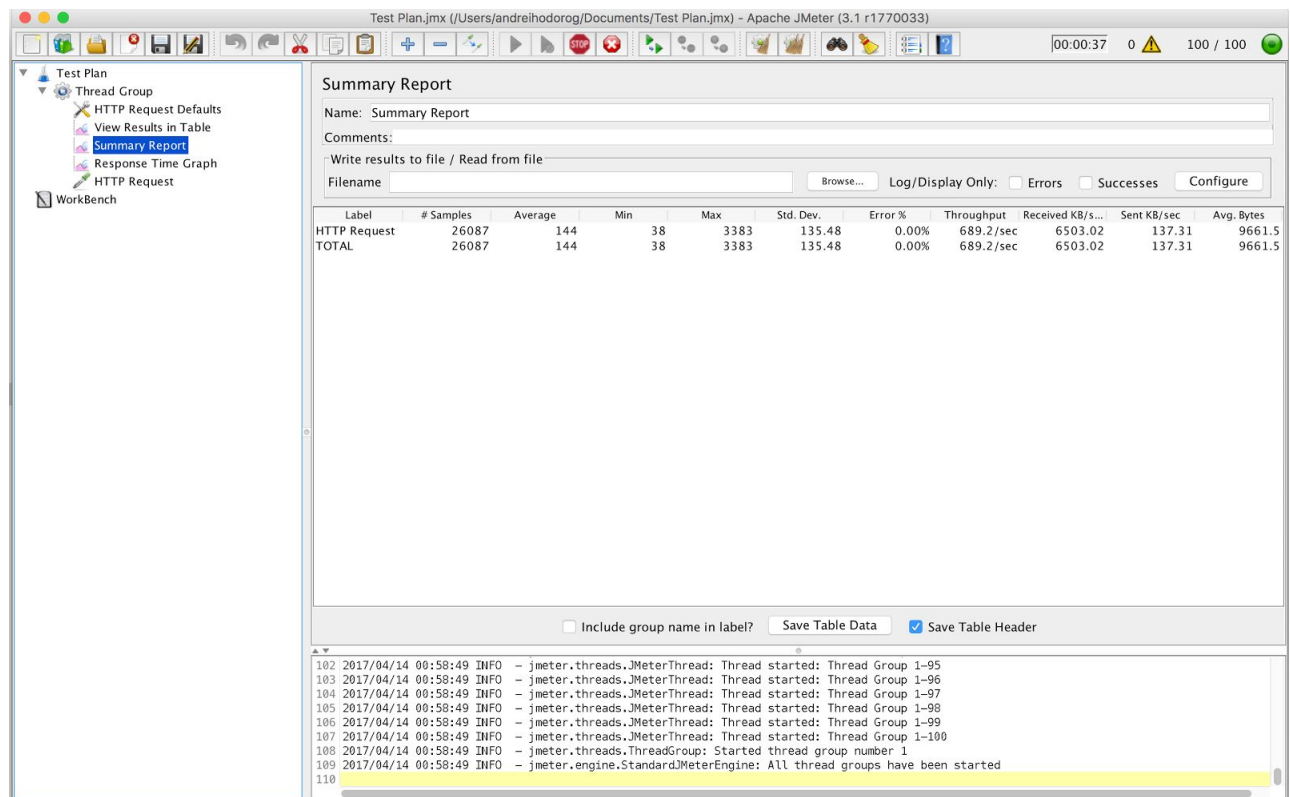 Test Plan.jmx (/Users/andreihodorog/Documents/Test Plan.jmx) - Apache JMeter (3.1 r1770033)
STOP 00:00:37 0 100 / 100
Test Plan
Thread Group
HTTP Request Defaults
View Results in Table
Summary Report
Response Time Graph
HTTP Request
WorkBench
Summary Report
Name: Summary Report
Comments:
Write results to file / Read from file
Filename Browse... Log/Display Only: Errors Successes Configure
Label # Samples Average Min Max Std. Dev. Error % Throughput Received KB/s... Sent KB/sec Avg. Bytes
HTTP Request 26087 144 38 3383 135.48 0.00% 689.2/sec 6503.02 137.31 9661.5
TOTAL 26087 144 38 3383 135.48 0.00% 689.2/sec 6503.02 137.31 9661.5
Include group name in label? Save Table Data Save Table Header
102 2017/04/14 00:58:49 INFO – jmeter.threads.JMeterThread: Thread started: Thread Group 1–95
103 2017/04/14 00:58:49 INFO – jmeter.threads.JMeterThread: Thread started: Thread Group 1–96
104 2017/04/14 00:58:49 INFO – jmeter.threads.JMeterThread: Thread started: Thread Group 1–97
105 2017/04/14 00:58:49 INFO – jmeter.threads.JMeterThread: Thread started: Thread Group 1–98
106 2017/04/14 00:58:49 INFO – jmeter.threads.JMeterThread: Thread started: Thread Group 1–99
107 2017/04/14 00:58:49 INFO – jmeter.threads.JMeterThread: Thread started: Thread Group 1–100
108 2017/04/14 00:58:49 INFO – jmeter.threads.ThreadGroup: Started thread group number 1
109 2017/04/14 00:58:49 INFO – jmeter.engine.StandardJMeterEngine: All thread groups have been started
110